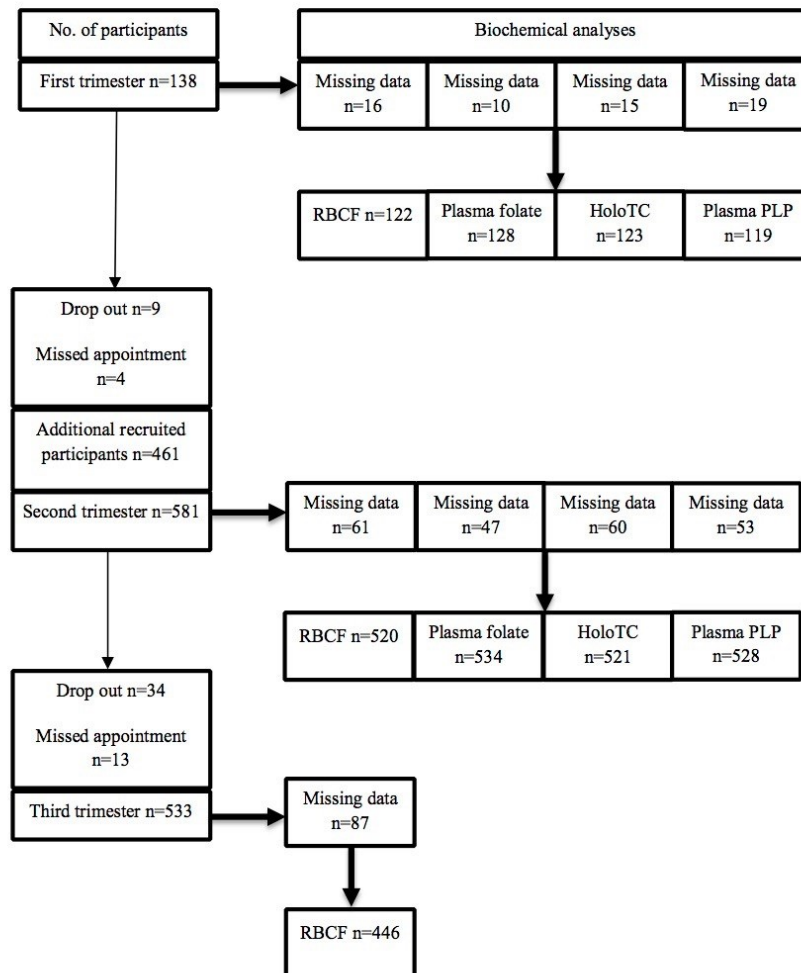 No. of participants
Biochemical analyses
First trimester n=138
Missing data
n=16
Missing data
n=10
Missing data
n=15
Missing data
n=19
RBCF n=122
Plasma folate
n=128
HoloTC
n=123
Plasma PLP
n=119
Drop out n=9
Missed appointment
n=4
Additional recruited
participants n=461
Second trimester n=581
Missing data
n=61
Missing data
n=47
Missing data
n=60
Missing data
n=53
RBCF n=520
Plasma folate
n=534
HoloTC
n=521
Plasma PLP
n=528
Drop out n=34
Missed appointment
n=13
Third trimester n=533
Missing data
n=87
RBCF n=446